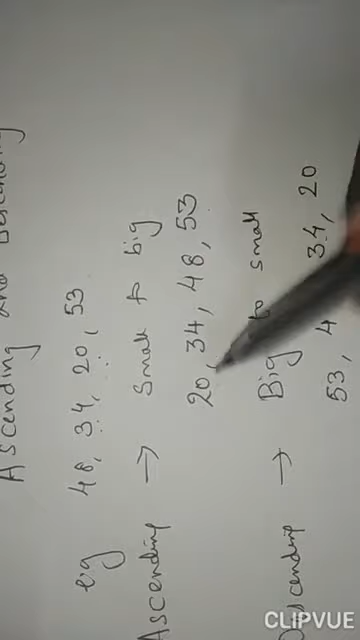 Ascending and
eg 48, 34, 20, 53
Ascending → Small to big
20, 34, 48, 53
→ Big to small
53, 4 34, 20
CLIPVUE